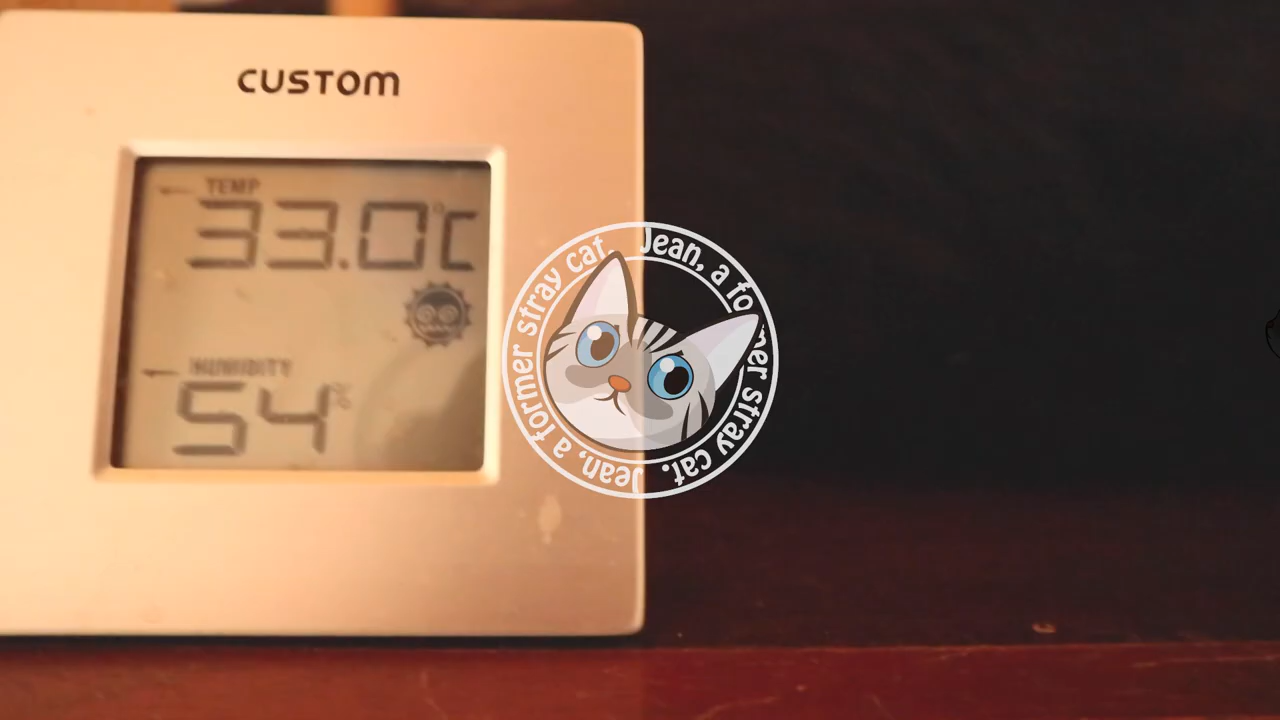 CUSTOM
TEMP
33.0°C
HUMIDITY
54%
Jean, a former stray cat.
Jean, a former stray cat.